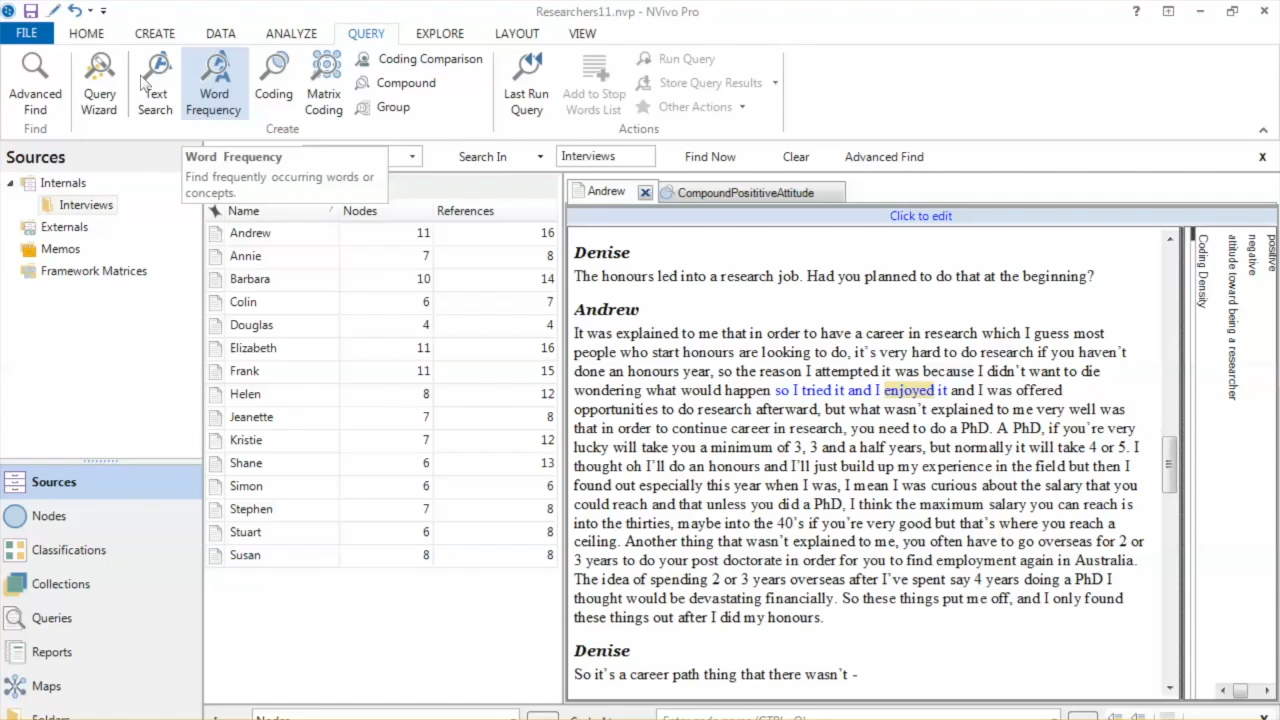 Researchers11.nvp - NVivo Pro
?
FILE
HOME
CREATE
DATA
ANALYZE
QUERY
EXPLORE
LAYOUT
VIEW
Advanced Find
Query Wizard
Text Search
Word Frequency
Coding
Matrix Coding
Coding Comparison
Compound
Group
Last Run Query
Add to Stop Words List
Run Query
Store Query Results
Other Actions
Find
Create
Actions
Sources
Search In
Interviews
Find Now
Clear
Advanced Find
X
Word Frequency
Find frequently occurring words or
concepts.
Internals
Interviews
Externals
Memos
Framework Matrices
Sources
Nodes
Classifications
Collections
Queries
Reports
Maps
Folders
Name Nodes References
Andrew 11 16
Annie 7 8
Barbara 10 14
Colin 6 7
Douglas 4 4
Elizabeth 11 16
Frank 11 15
Helen 8 12
Jeanette 7 8
Kristie 7 12
Shane 6 13
Simon 6 6
Stephen 7 8
Stuart 6 8
Susan 8 8
Andrew
CompoundPosititiveAttitude
Click to edit
Denise
The honours led into a research job. Had you planned to do that at the beginning?
Andrew
It was explained to me that in order to have a career in research which I guess most
people who start honours are looking to do, it's very hard to do research if you haven't
done an honours year, so the reason I attempted it was because I didn't want to die
wondering what would happen so I tried it and I enjoyed it and I was offered
opportunities to do research afterward, but what wasn't explained to me very well was
that in order to continue career in research, you need to do a PhD. A PhD, if you're very
lucky will take you a minimum of 3, 3 and a half years, but normally it will take 4 or 5. I
thought oh I'll do an honours and I'll just build up my experience in the field but then I
found out especially this year when I was, I mean I was curious about the salary that you
could reach and that unless you did a PhD, I think the maximum salary you can reach is
into the thirties, maybe into the 40's if you're very good but that's where you reach a
ceiling. Another thing that wasn't explained to me, you often have to go overseas for 2 or
3 years to do your post doctorate in order for you to find employment again in Australia.
The idea of spending 2 or 3 years overseas after I've spent say 4 years doing a PhD I
thought would be devastating financially. So these things put me off, and I only found
these things out after I did my honours.
Denise
So it's a career path thing that there wasn't -
Coding Density
attitude toward being a researcher
negative
positive
Nodes